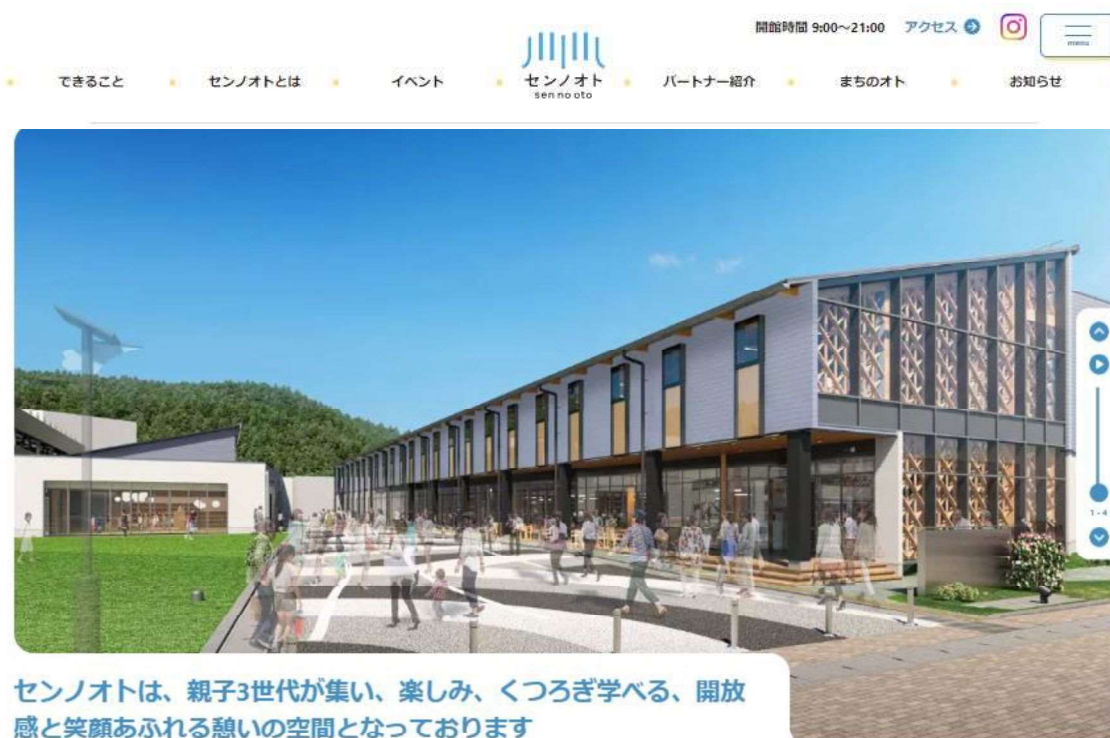 開館時間 9:00～21:00 アクセス
menu
できること センノオトとは イベント センノオト パートナー紹介 まちのオト お知らせ
sen no oto
1-4
センノオトは、親子3世代が集い、楽しみ、くつろぎ学べる、開放
感と笑顔あふれる憩いの空間となっております